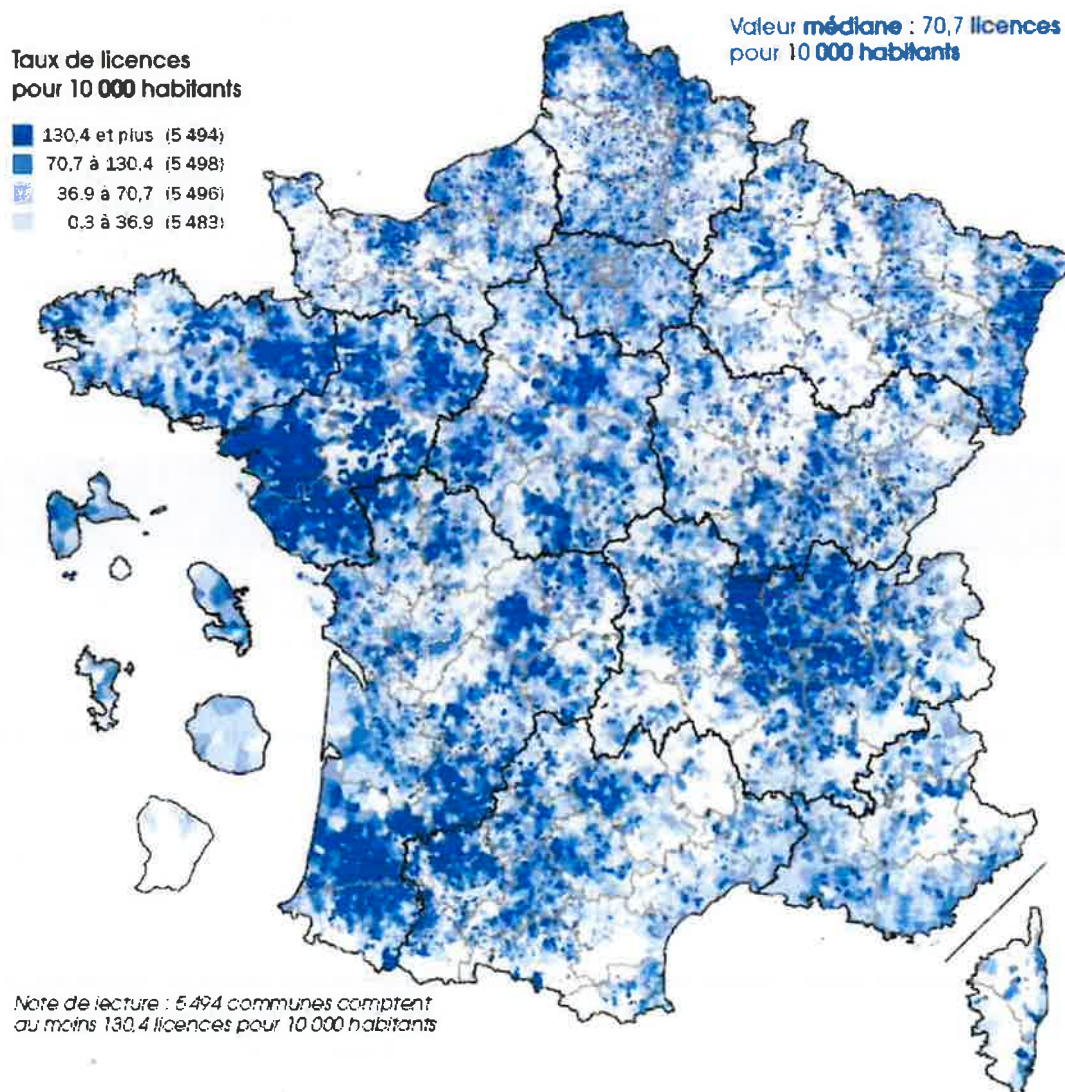 Valeur médiane : 70,7 licences
pour 10 000 habitants
Taux de licences
pour 10 000 habitants
130,4 et plus (5 494)
70,7 à 130,4 (5 498)
36,9 à 70,7 (5 496)
0,3 à 36,9 (5 483)
Note de lecture : 5 494 communes comptent
au moins 130,4 licences pour 10 000 habitants